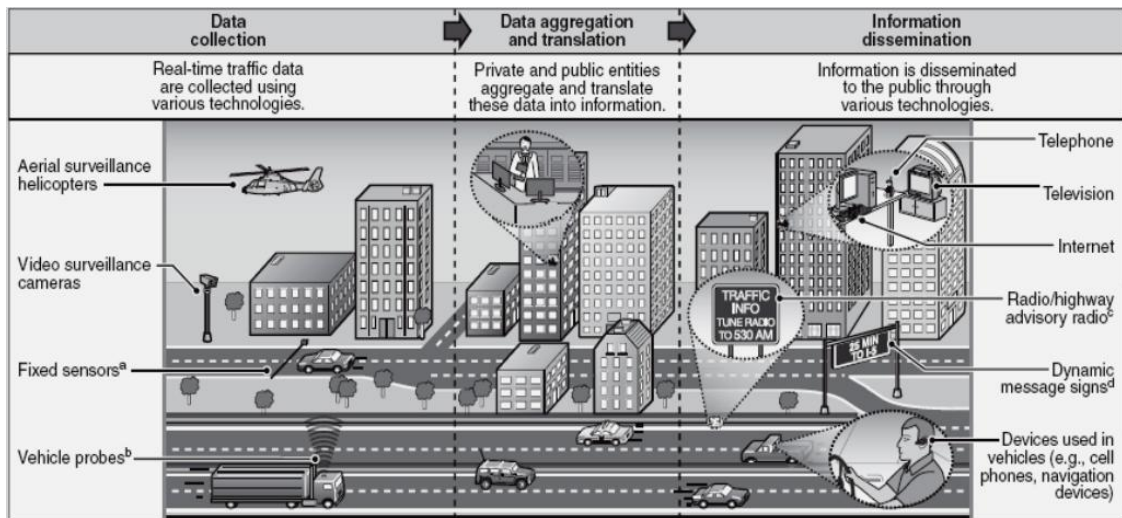 Data
collection
Data aggregation
and translation
Information
dissemination
Real-time traffic data
are collected using
various technologies.
Private and public entities
aggregate and translate
these data into information.
Information is disseminated
to the public through
various technologies.
Aerial surveillance
helicopters
Video surveillance
cameras
Fixed sensorsᵃ
Vehicle probesᵇ
TRAFFIC
INFO
TUNE RADIO
TO 530 AM
25 MIN
TO I-5
Telephone
Television
Internet
Radio/highway
advisory radioᶜ
Dynamic
message signsᵈ
Devices used in
vehicles (e.g., cell
phones, navigation
devices)